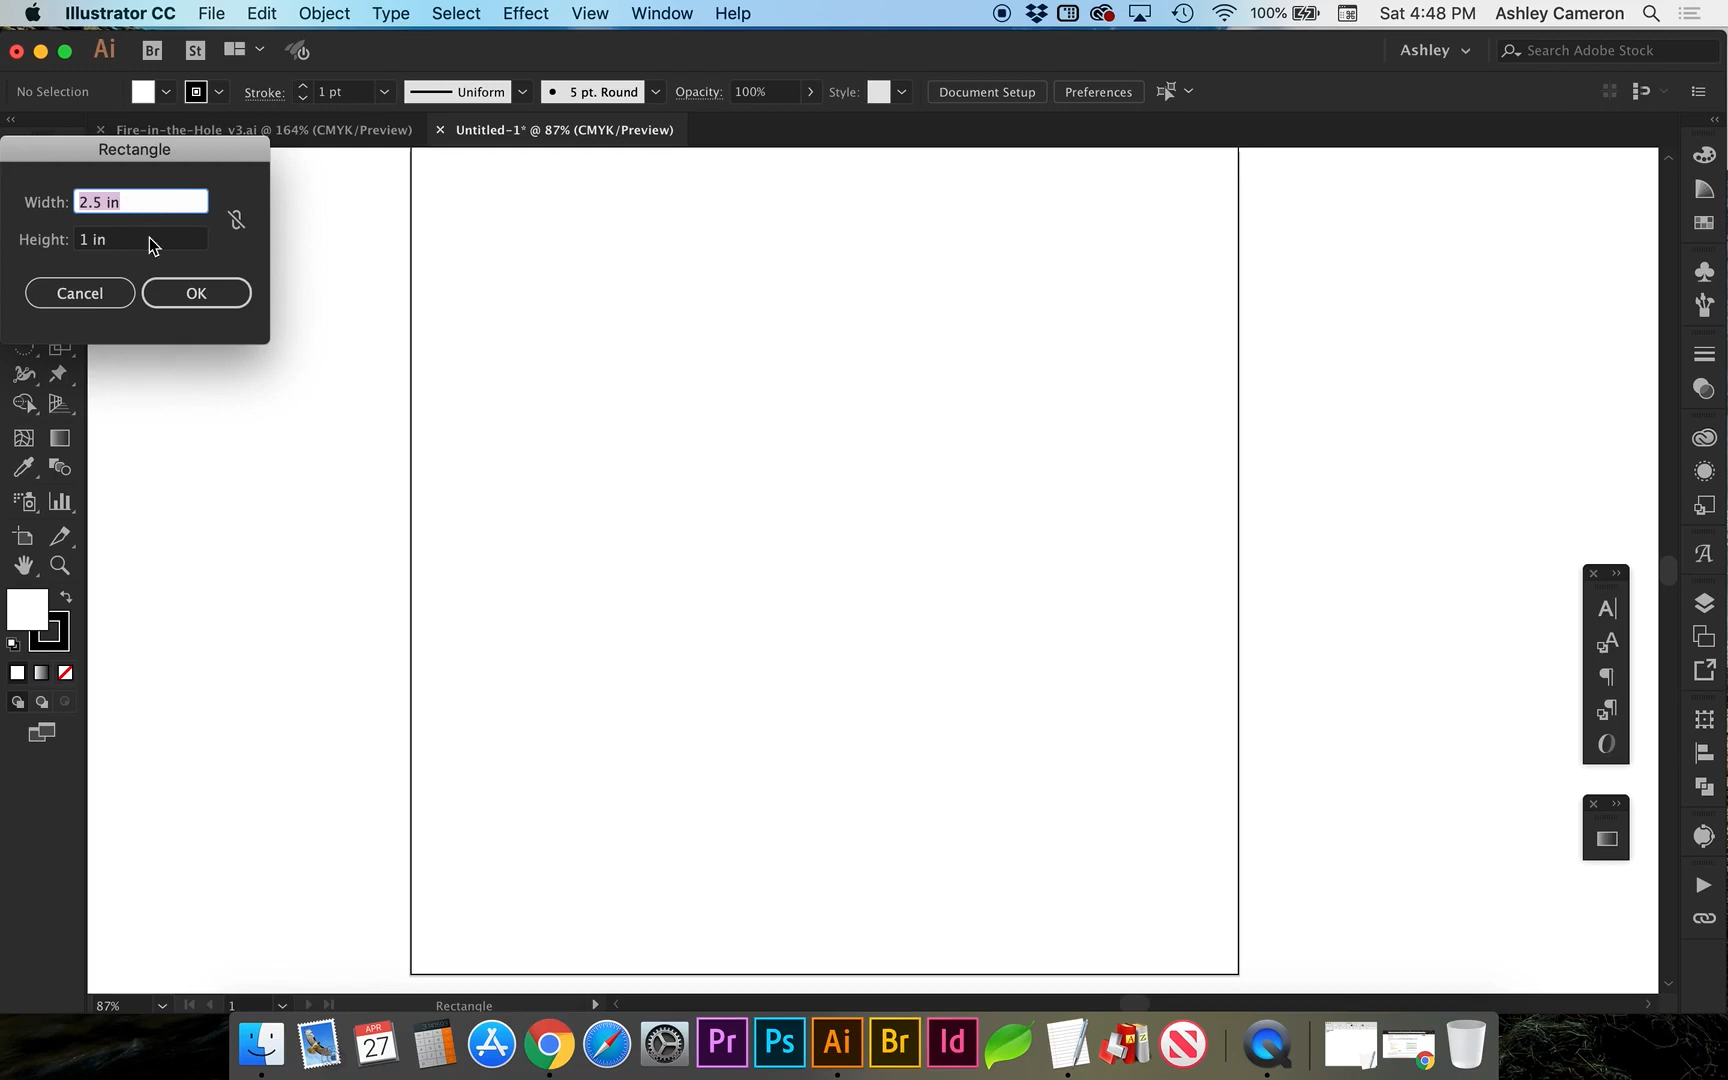 Illustrator CC File Edit Object Type Select Effect View Window Help 100% Sat 4:48 PM Ashley Cameron
Ai Br St Ashley Search Adobe Stock
No Selection Stroke: 1 pt Uniform 5 pt. Round Opacity: 100% Style: Document Setup Preferences
Fire-in-the-Hole_v3.ai @ 164% (CMYK/Preview) Untitled-1* @ 87% (CMYK/Preview)
Rectangle
Width: 2.5 in
Height: 1 in
Cancel OK
87% 1 Rectangle
APR
27
Pr Ps Ai Br Id